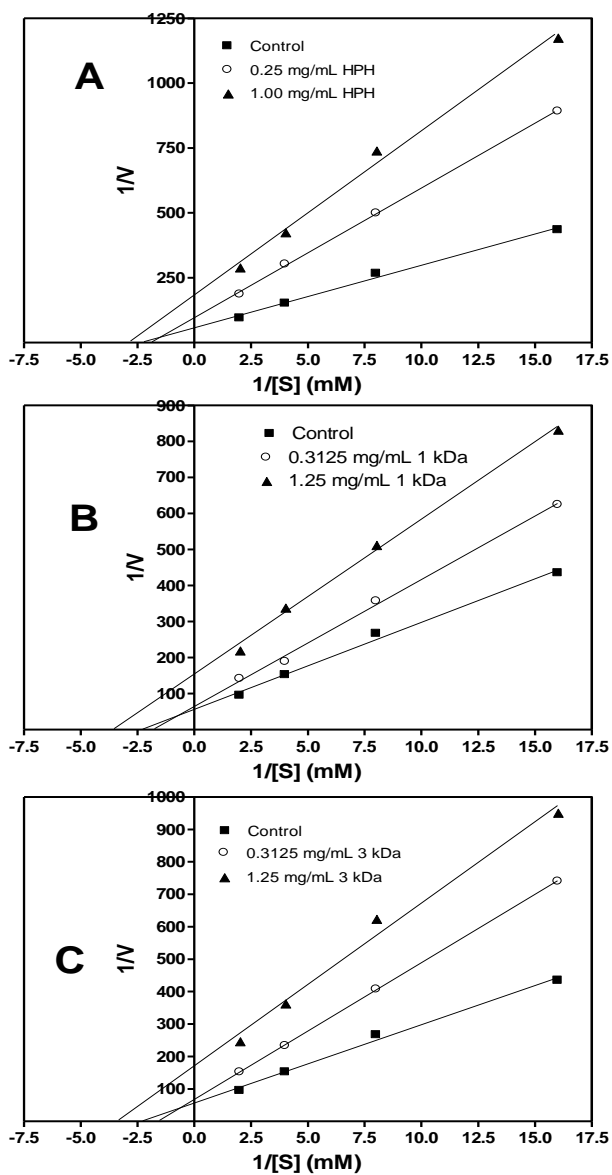 A
Control
0.25 mg/mL HPH
1.00 mg/mL HPH
1250
1000
750
500
250
1/V
-7.5 -5.0 -2.5 0.0 2.5 5.0 7.5 10.0 12.5 15.0 17.5
1/[S] (mM)
B
Control
0.3125 mg/mL 1 kDa
1.25 mg/mL 1 kDa
900
800
700
600
500
400
300
200
100
1/V
-7.5 -5.0 -2.5 0.0 2.5 5.0 7.5 10.0 12.5 15.0 17.5
1/[S] (mM)
C
Control
0.3125 mg/mL 3 kDa
1.25 mg/mL 3 kDa
1000
900
800
700
600
500
400
300
200
100
1/V
-7.5 -5.0 -2.5 0.0 2.5 5.0 7.5 10.0 12.5 15.0 17.5
1/[S] (mM)